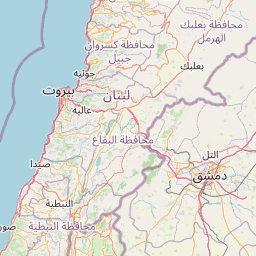 محافظة بعلبك
الهرمل
محافظة كسروان
جبيل
بعلبك
جونيه
بيروت
لبنان
عاليه
محافظة البقاع
صيدا
التل
دمشق
النبطية
صور
محافظة النبطية